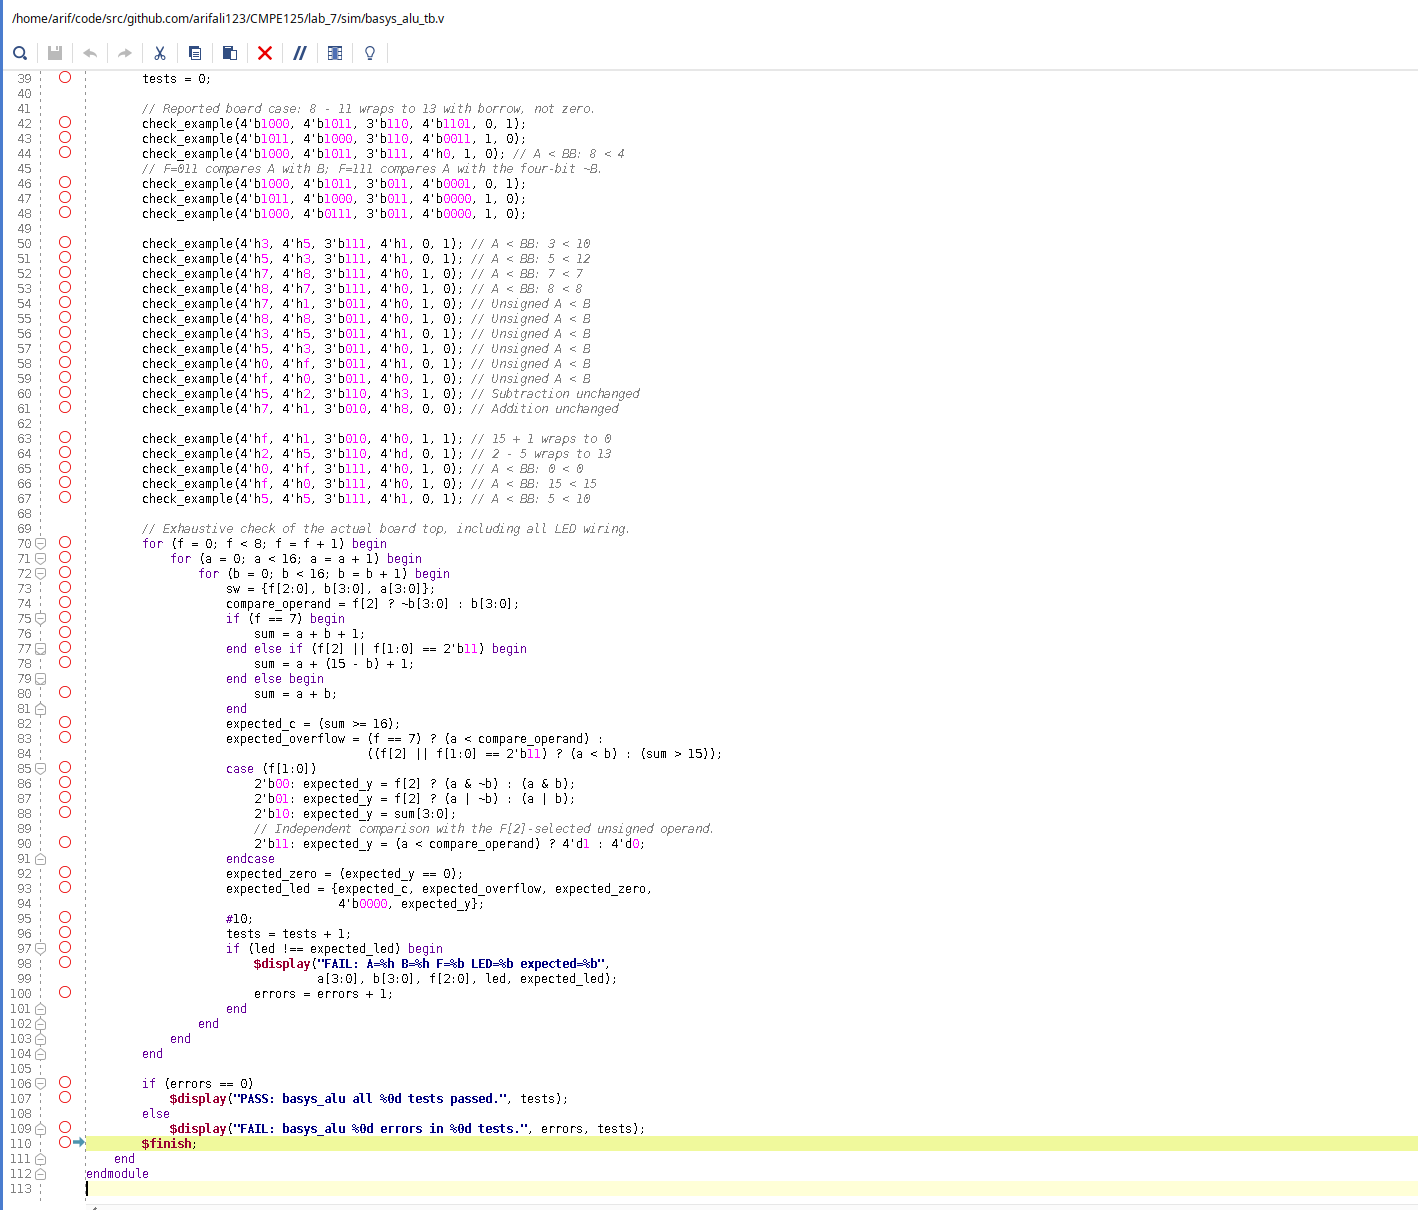 /home/arif/code/src/github.com/arifali123/CMPE125/lab_7/sim/basys_alu_tb.v
39 tests = 0;
40
41 // Reported board case: 8 - 11 wraps to 13 with borrow, not zero.
42 check_example(4'b1000, 4'b1011, 3'b110, 4'b1101, 0, 1);
43 check_example(4'b1011, 4'b1000, 3'b110, 4'b0011, 1, 0);
44 check_example(4'b1000, 4'b1011, 3'b111, 4'h0, 1, 0); // A < BB: 8 < 4
45 // F=011 compares A with B; F=111 compares A with the four-bit ~B.
46 check_example(4'b1000, 4'b1011, 3'b011, 4'b0001, 0, 1);
47 check_example(4'b1011, 4'b1000, 3'b011, 4'b0000, 1, 0);
48 check_example(4'b1000, 4'b0111, 3'b011, 4'b0000, 1, 0);
49
50 check_example(4'h3, 4'h5, 3'b111, 4'h1, 0, 1); // A < BB: 3 < 10
51 check_example(4'h5, 4'h3, 3'b111, 4'h1, 0, 1); // A < BB: 5 < 12
52 check_example(4'h7, 4'h8, 3'b111, 4'h0, 1, 0); // A < BB: 7 < 7
53 check_example(4'h8, 4'h7, 3'b111, 4'h0, 1, 0); // A < BB: 8 < 8
54 check_example(4'h7, 4'h1, 3'b011, 4'h0, 1, 0); // Unsigned A < B
55 check_example(4'h8, 4'h8, 3'b011, 4'h0, 1, 0); // Unsigned A < B
56 check_example(4'h3, 4'h5, 3'b011, 4'h1, 0, 1); // Unsigned A < B
57 check_example(4'h5, 4'h3, 3'b011, 4'h0, 1, 0); // Unsigned A < B
58 check_example(4'h0, 4'hf, 3'b011, 4'h1, 0, 1); // Unsigned A < B
59 check_example(4'hf, 4'h0, 3'b011, 4'h0, 1, 0); // Unsigned A < B
60 check_example(4'h5, 4'h2, 3'b110, 4'h3, 1, 0); // Subtraction unchanged
61 check_example(4'h7, 4'h1, 3'b010, 4'h8, 0, 0); // Addition unchanged
62
63 check_example(4'hf, 4'h1, 3'b010, 4'h0, 1, 1); // 15 + 1 wraps to 0
64 check_example(4'h2, 4'h5, 3'b110, 4'hd, 0, 1); // 2 - 5 wraps to 13
65 check_example(4'h0, 4'hf, 3'b111, 4'h0, 1, 0); // A < BB: 0 < 0
66 check_example(4'hf, 4'h0, 3'b111, 4'h0, 1, 0); // A < BB: 15 < 15
67 check_example(4'h5, 4'h5, 3'b111, 4'h1, 0, 1); // A < BB: 5 < 10
68
69 // Exhaustive check of the actual board top, including all LED wiring.
70 for (f = 0; f < 8; f = f + 1) begin
71 for (a = 0; a < 16; a = a + 1) begin
72 for (b = 0; b < 16; b = b + 1) begin
73 sw = {f[2:0], b[3:0], a[3:0]};
74 compare_operand = f[2] ? ~b[3:0] : b[3:0];
75 if (f == 7) begin
76 sum = a + b + 1;
77 end else if (f[2] || f[1:0] == 2'b11) begin
78 sum = a + (15 - b) + 1;
79 end else begin
80 sum = a + b;
81 end
82 expected_c = (sum >= 16);
83 expected_overflow = (f == 7) ? (a < compare_operand) :
84 ((f[2] || f[1:0] == 2'b11) ? (a < b) : (sum > 15));
85 case (f[1:0])
86 2'b00: expected_y = f[2] ? (a & ~b) : (a & b);
87 2'b01: expected_y = f[2] ? (a | ~b) : (a | b);
88 2'b10: expected_y = sum[3:0];
89 // Independent comparison with the F[2]-selected unsigned operand.
90 2'b11: expected_y = (a < compare_operand) ? 4'd1 : 4'd0;
91 endcase
92 expected_zero = (expected_y == 0);
93 expected_led = {expected_c, expected_overflow, expected_zero,
94 4'b0000, expected_y};
95 #10;
96 tests = tests + 1;
97 if (led !== expected_led) begin
98 $display("FAIL: A=%h B=%h F=%b LED=%b expected=%b",
99 a[3:0], b[3:0], f[2:0], led, expected_led);
100 errors = errors + 1;
101 end
102 end
103 end
104 end
105
106 if (errors == 0)
107 $display("PASS: basys_alu all %0d tests passed.", tests);
108 else
109 $display("FAIL: basys_alu %0d errors in %0d tests.", errors, tests);
110 $finish;
111 end
112 endmodule
113